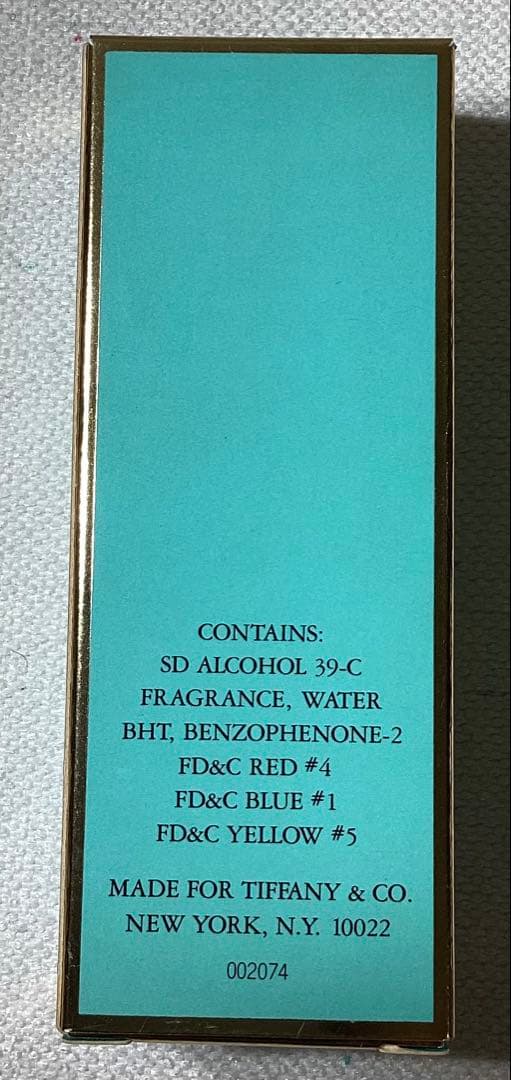 CONTAINS:
SD ALCOHOL 39-C
FRAGRANCE, WATER
BHT, BENZOPHENONE-2
FD&C RED #4
FD&C BLUE #1
FD&C YELLOW #5
MADE FOR TIFFANY & CO.
NEW YORK, N.Y. 10022
002074